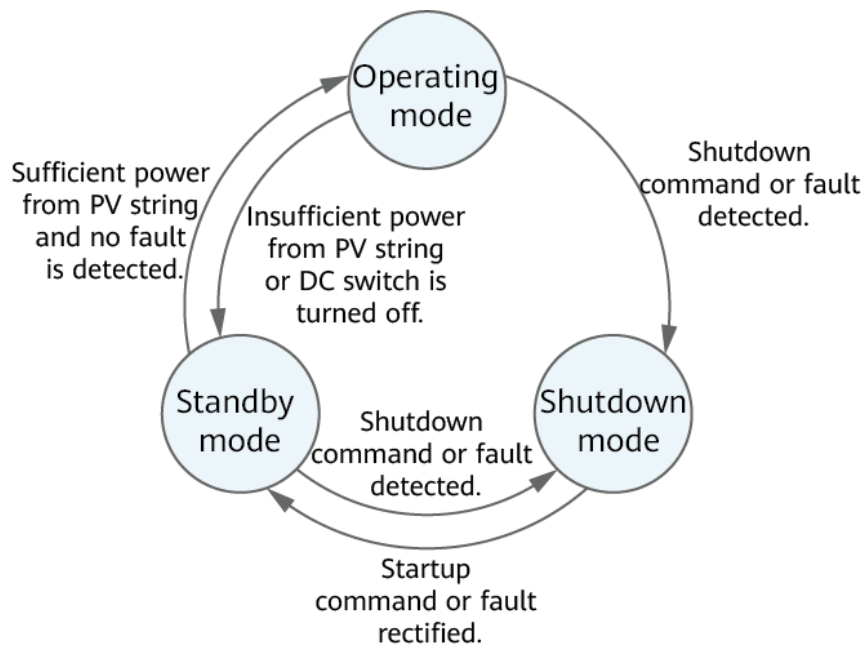 Operating
mode
Sufficient power
from PV string
and no fault
is detected.
Insufficient power
from PV string
or DC switch is
turned off.
Shutdown
command or fault
detected.
Standby
mode
Shutdown
command or fault
detected.
Shutdown
mode
Startup
command or fault
rectified.